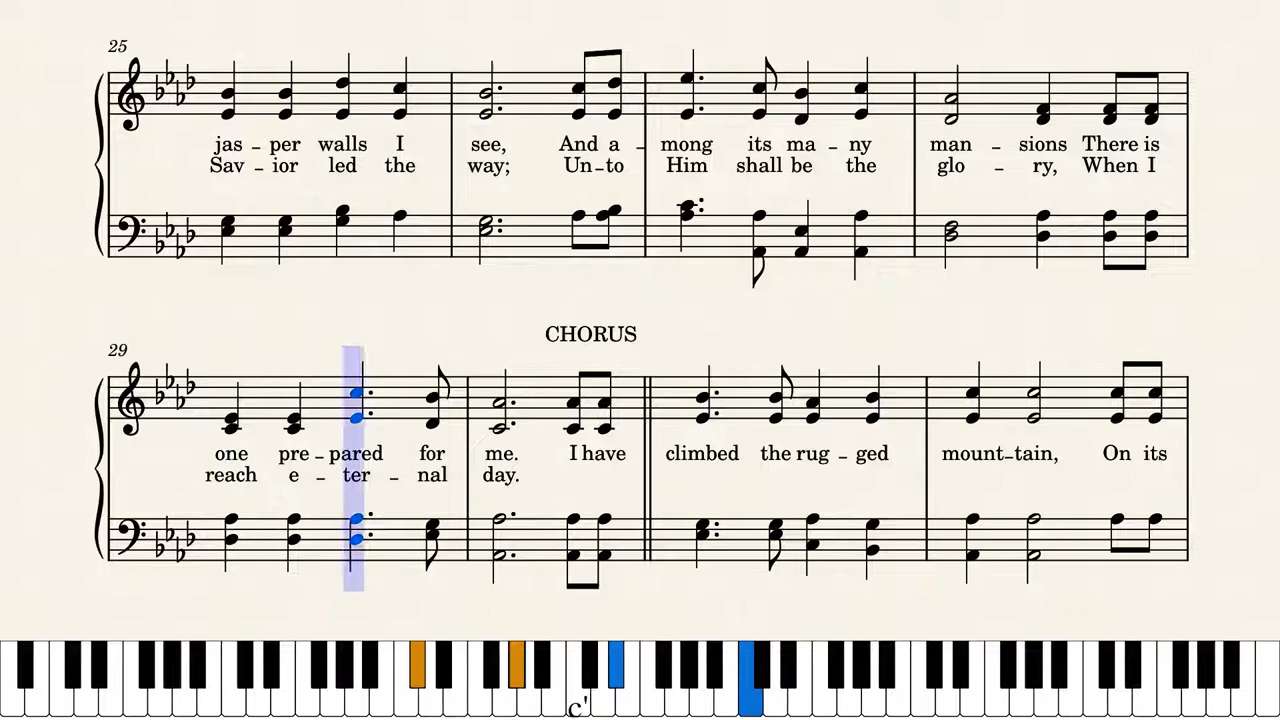 25
jas – per walls I see, And a – mong its ma – ny man – sions There is
Sav – ior led the way; Un – to Him shall be the glo – ry, When I
CHORUS
29
one pre – pared for me. I have climbed the rug – ged mount – tain, On its
reach e – ter – nal day.
c'